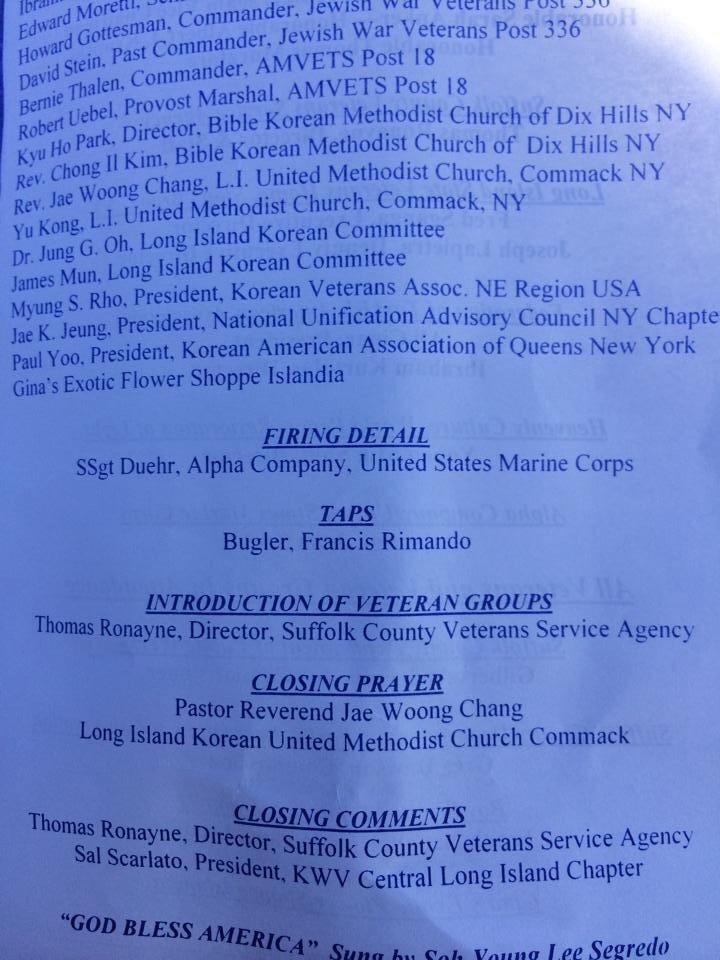 Edward Moretti,
Howard Gottesman, Commander, Jewish War Veterans Post 336
David Stein, Past Commander, Jewish War Veterans Post 336
Bernie Thalen, Commander, AMVETS Post 18
Robert Uebel, Provost Marshal, AMVETS Post 18
Kyu Ho Park, Director, Bible Korean Methodist Church of Dix Hills NY
Rev. Chong Il Kim, Bible Korean Methodist Church of Dix Hills NY
Rev. Jae Woong Chang, L.I. United Methodist Church, Commack NY
Yu Kong, L.I. United Methodist Church, Commack, NY
Dr. Jung G. Oh, Long Island Korean Committee
James Mun, Long Island Korean Committee
Myung S. Rho, President, Korean Veterans Assoc. NE Region USA
Jae K. Jeung, President, National Unification Advisory Council NY Chapte
Paul Yoo, President, Korean American Association of Queens New York
Gina's Exotic Flower Shoppe Islandia
FIRING DETAIL
SSgt Duehr, Alpha Company, United States Marine Corps
TAPS
Bugler, Francis Rimando
INTRODUCTION OF VETERAN GROUPS
Thomas Ronayne, Director, Suffolk County Veterans Service Agency
CLOSING PRAYER
Pastor Reverend Jae Woong Chang
Long Island Korean United Methodist Church Commack
CLOSING COMMENTS
Thomas Ronayne, Director, Suffolk County Veterans Service Agency
Sal Scarlato, President, KWV Central Long Island Chapter
"GOD BLESS AMERICA" Sung by Soh Young Lee Segredo